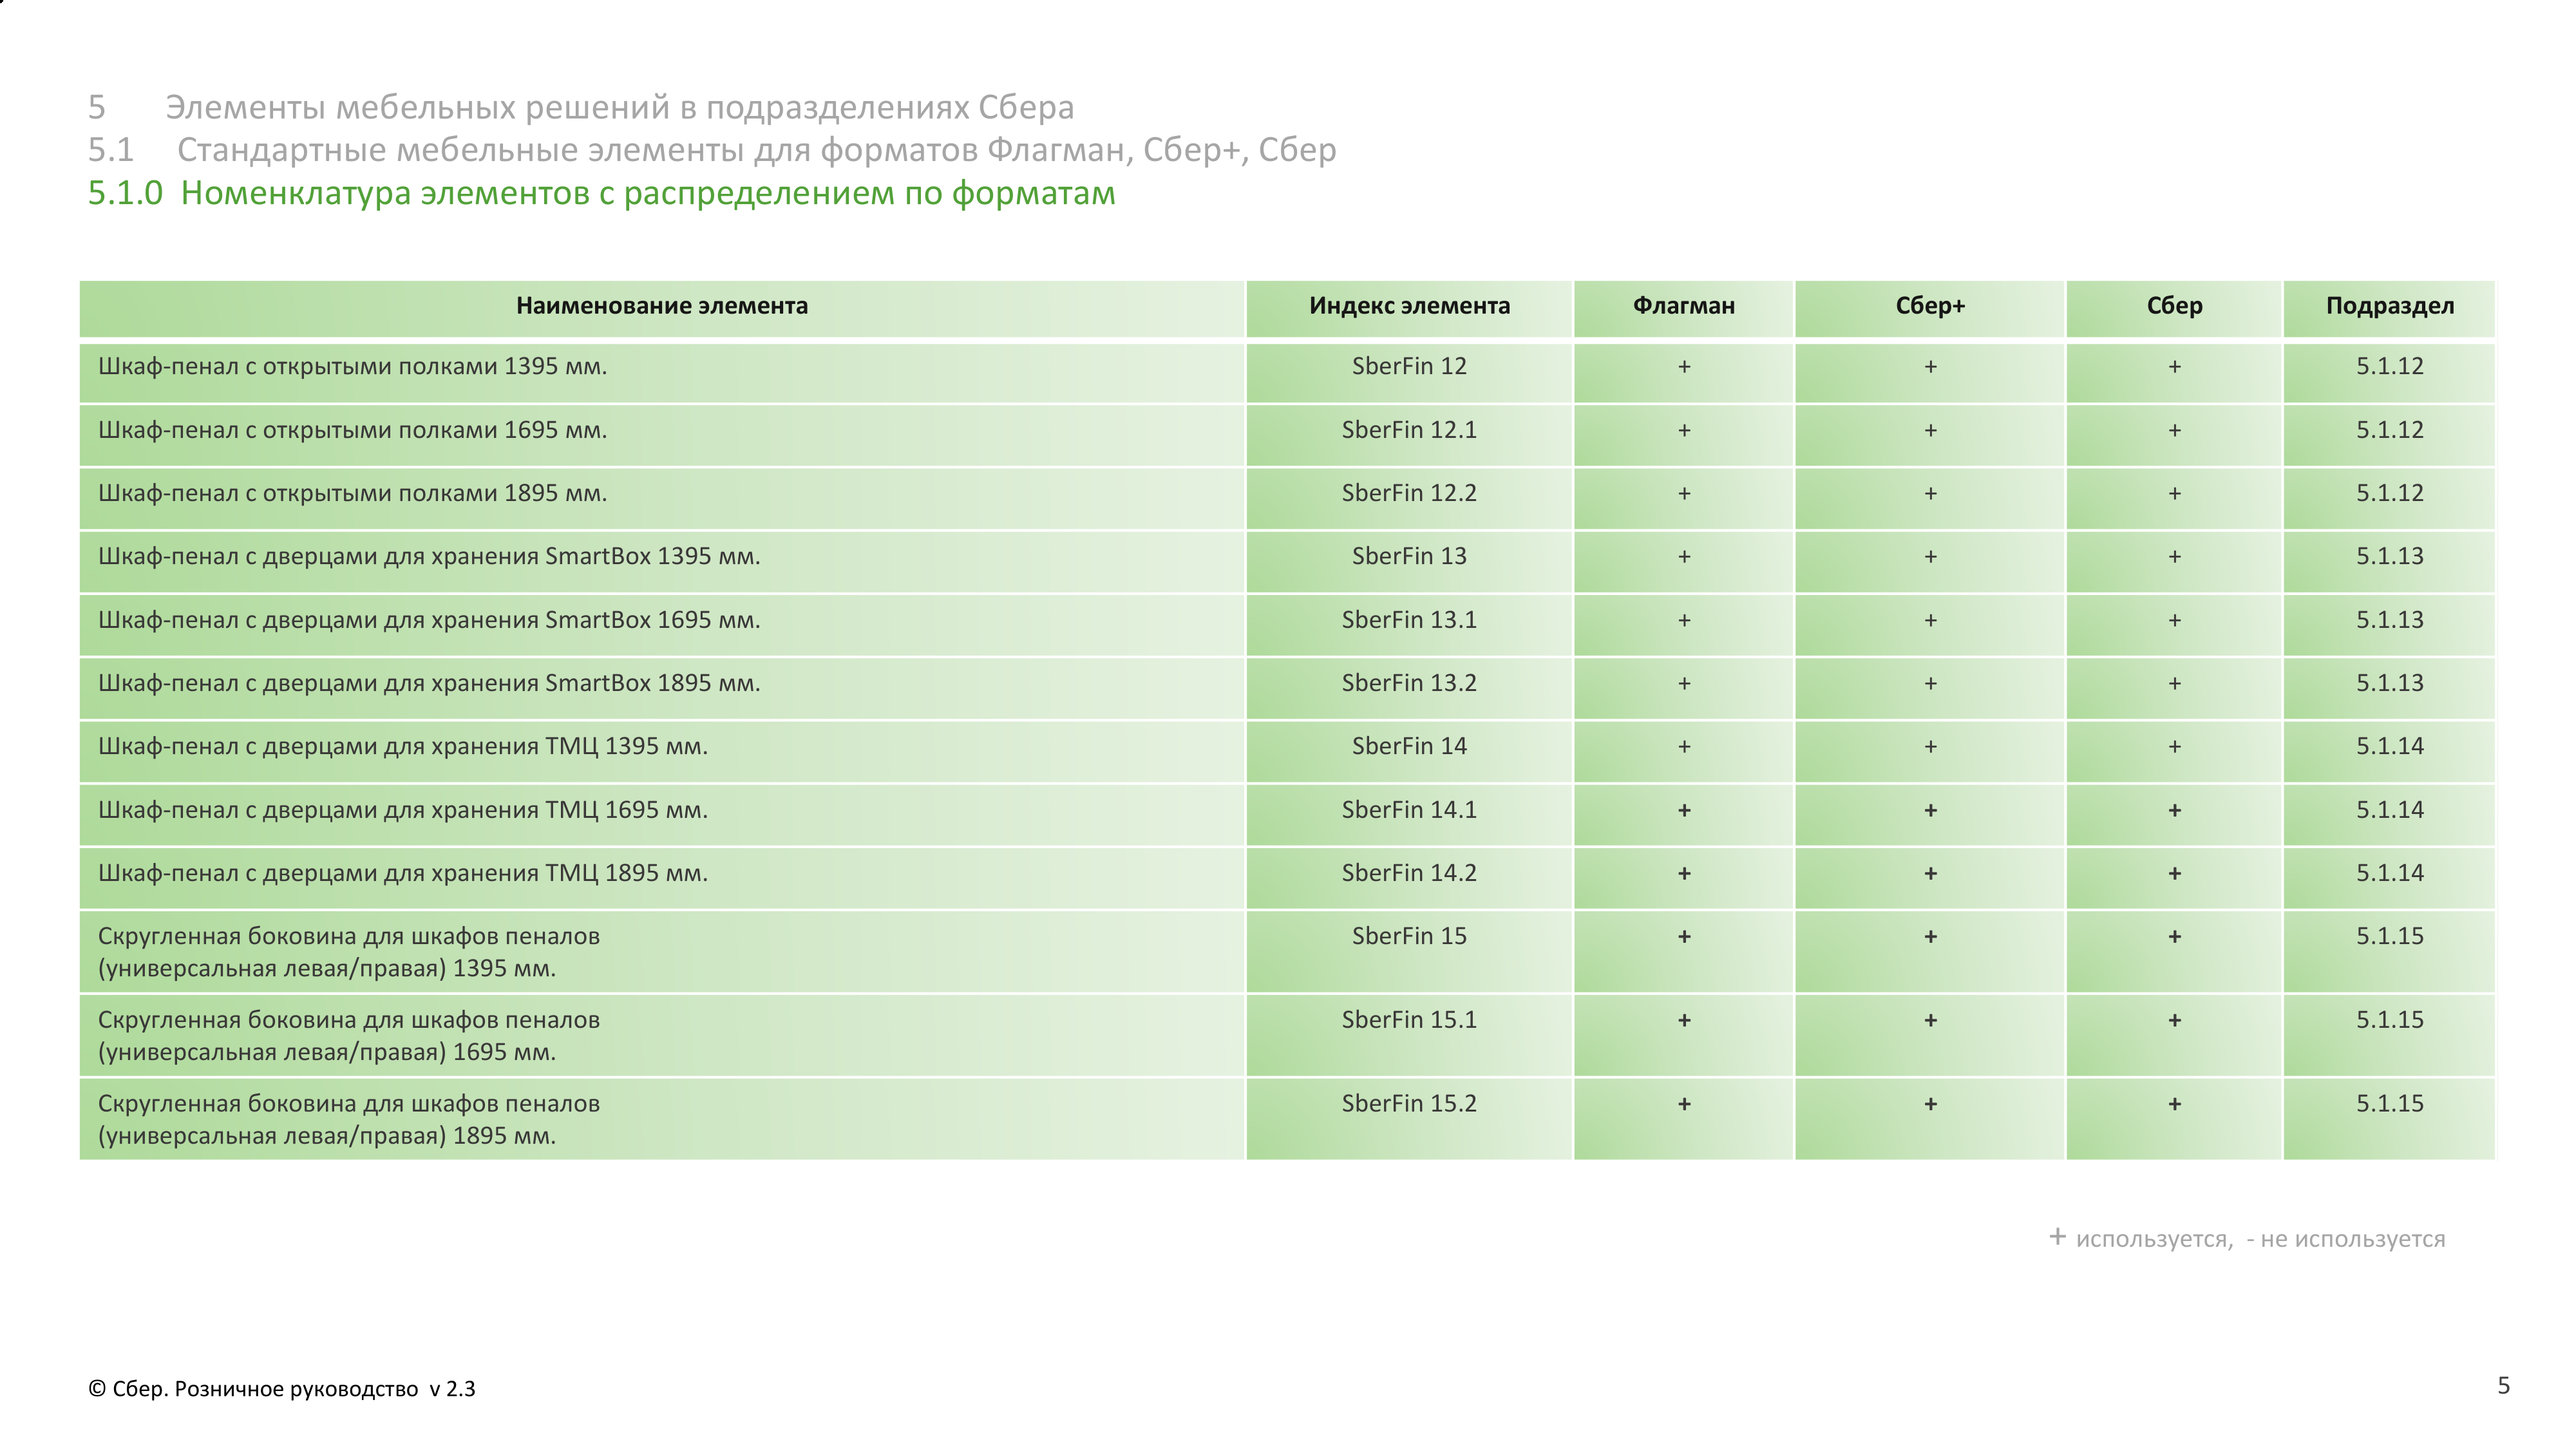 5 Элементы мебельных решений в подразделениях Сбера
5.1 Стандартные мебельные элементы для форматов Флагман, Сбер+, Сбер
5.1.0 Номенклатура элементов с распределением по форматам
Наименование элемента Индекс элемента Флагман Сбер+ Сбер Подраздел
Шкаф-пенал с открытыми полками 1395 мм. SberFin 12 + + + 5.1.12
Шкаф-пенал с открытыми полками 1695 мм. SberFin 12.1 + + + 5.1.12
Шкаф-пенал с открытыми полками 1895 мм. SberFin 12.2 + + + 5.1.12
Шкаф-пенал с дверцами для хранения SmartBox 1395 мм. SberFin 13 + + + 5.1.13
Шкаф-пенал с дверцами для хранения SmartBox 1695 мм. SberFin 13.1 + + + 5.1.13
Шкаф-пенал с дверцами для хранения SmartBox 1895 мм. SberFin 13.2 + + + 5.1.13
Шкаф-пенал с дверцами для хранения ТМЦ 1395 мм. SberFin 14 + + + 5.1.14
Шкаф-пенал с дверцами для хранения ТМЦ 1695 мм. SberFin 14.1 + + + 5.1.14
Шкаф-пенал с дверцами для хранения ТМЦ 1895 мм. SberFin 14.2 + + + 5.1.14
Скругленная боковина для шкафов пеналов SberFin 15 + + + 5.1.15
(универсальная левая/правая) 1395 мм.
Скругленная боковина для шкафов пеналов SberFin 15.1 + + + 5.1.15
(универсальная левая/правая) 1695 мм.
Скругленная боковина для шкафов пеналов SberFin 15.2 + + + 5.1.15
(универсальная левая/правая) 1895 мм.
+ используется, - не используется
© Сбер. Розничное руководство v 2.3
5